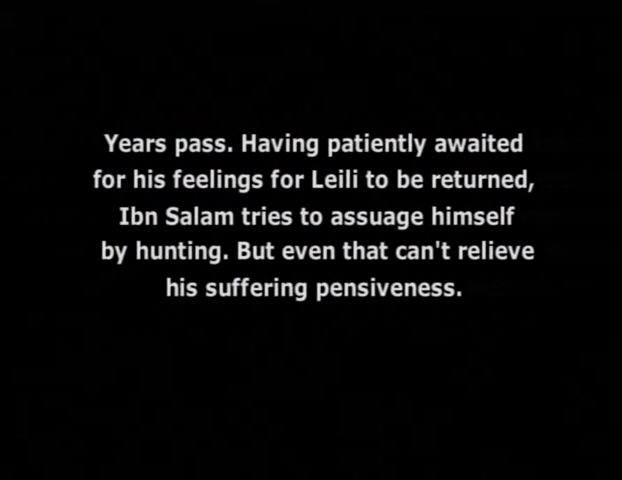 Years pass. Having patiently awaited
for his feelings for Leili to be returned,
Ibn Salam tries to assuage himself
by hunting. But even that can't relieve
his suffering pensiveness.